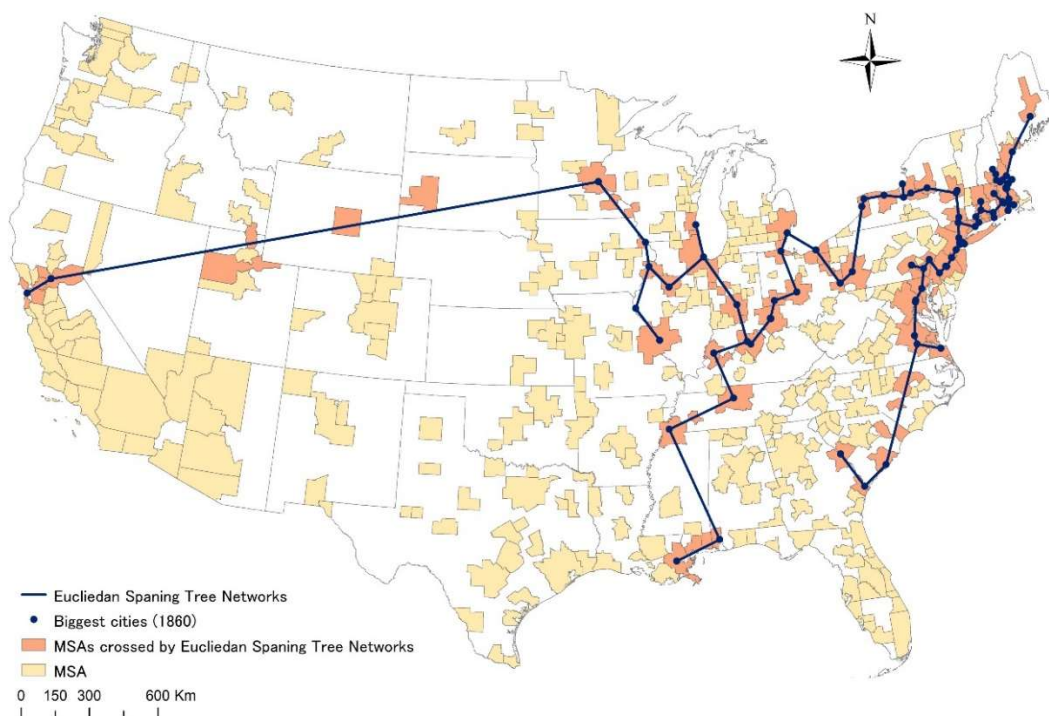 N
Eucliedan Spaning Tree Networks
Biggest cities (1860)
MSAs crossed by Eucliedan Spaning Tree Networks
MSA
0 150 300 600 Km